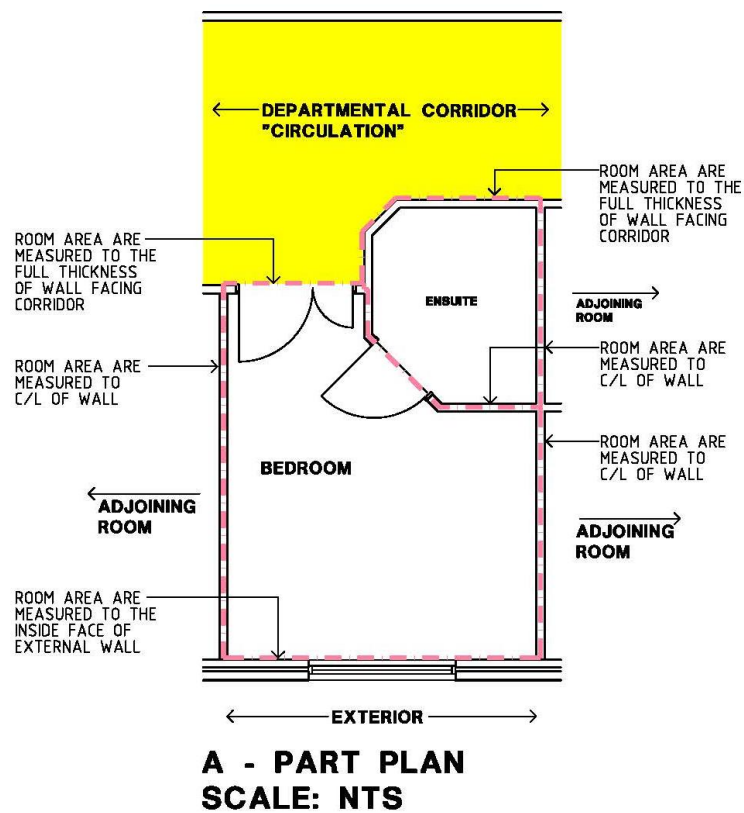 DEPARTMENTAL CORRIDOR
"CIRCULATION"
ROOM AREA ARE
MEASURED TO THE
FULL THICKNESS
OF WALL FACING
CORRIDOR
ROOM AREA ARE
MEASURED TO THE
FULL THICKNESS
OF WALL FACING
CORRIDOR
ENSUITE
ADJOINING
ROOM
ROOM AREA ARE
MEASURED TO
C/L OF WALL
ROOM AREA ARE
MEASURED TO
C/L OF WALL
ROOM AREA ARE
MEASURED TO
C/L OF WALL
BEDROOM
ADJOINING
ROOM
ADJOINING
ROOM
ROOM AREA ARE
MEASURED TO THE
INSIDE FACE OF
EXTERNAL WALL
EXTERIOR
A - PART PLAN
SCALE: NTS